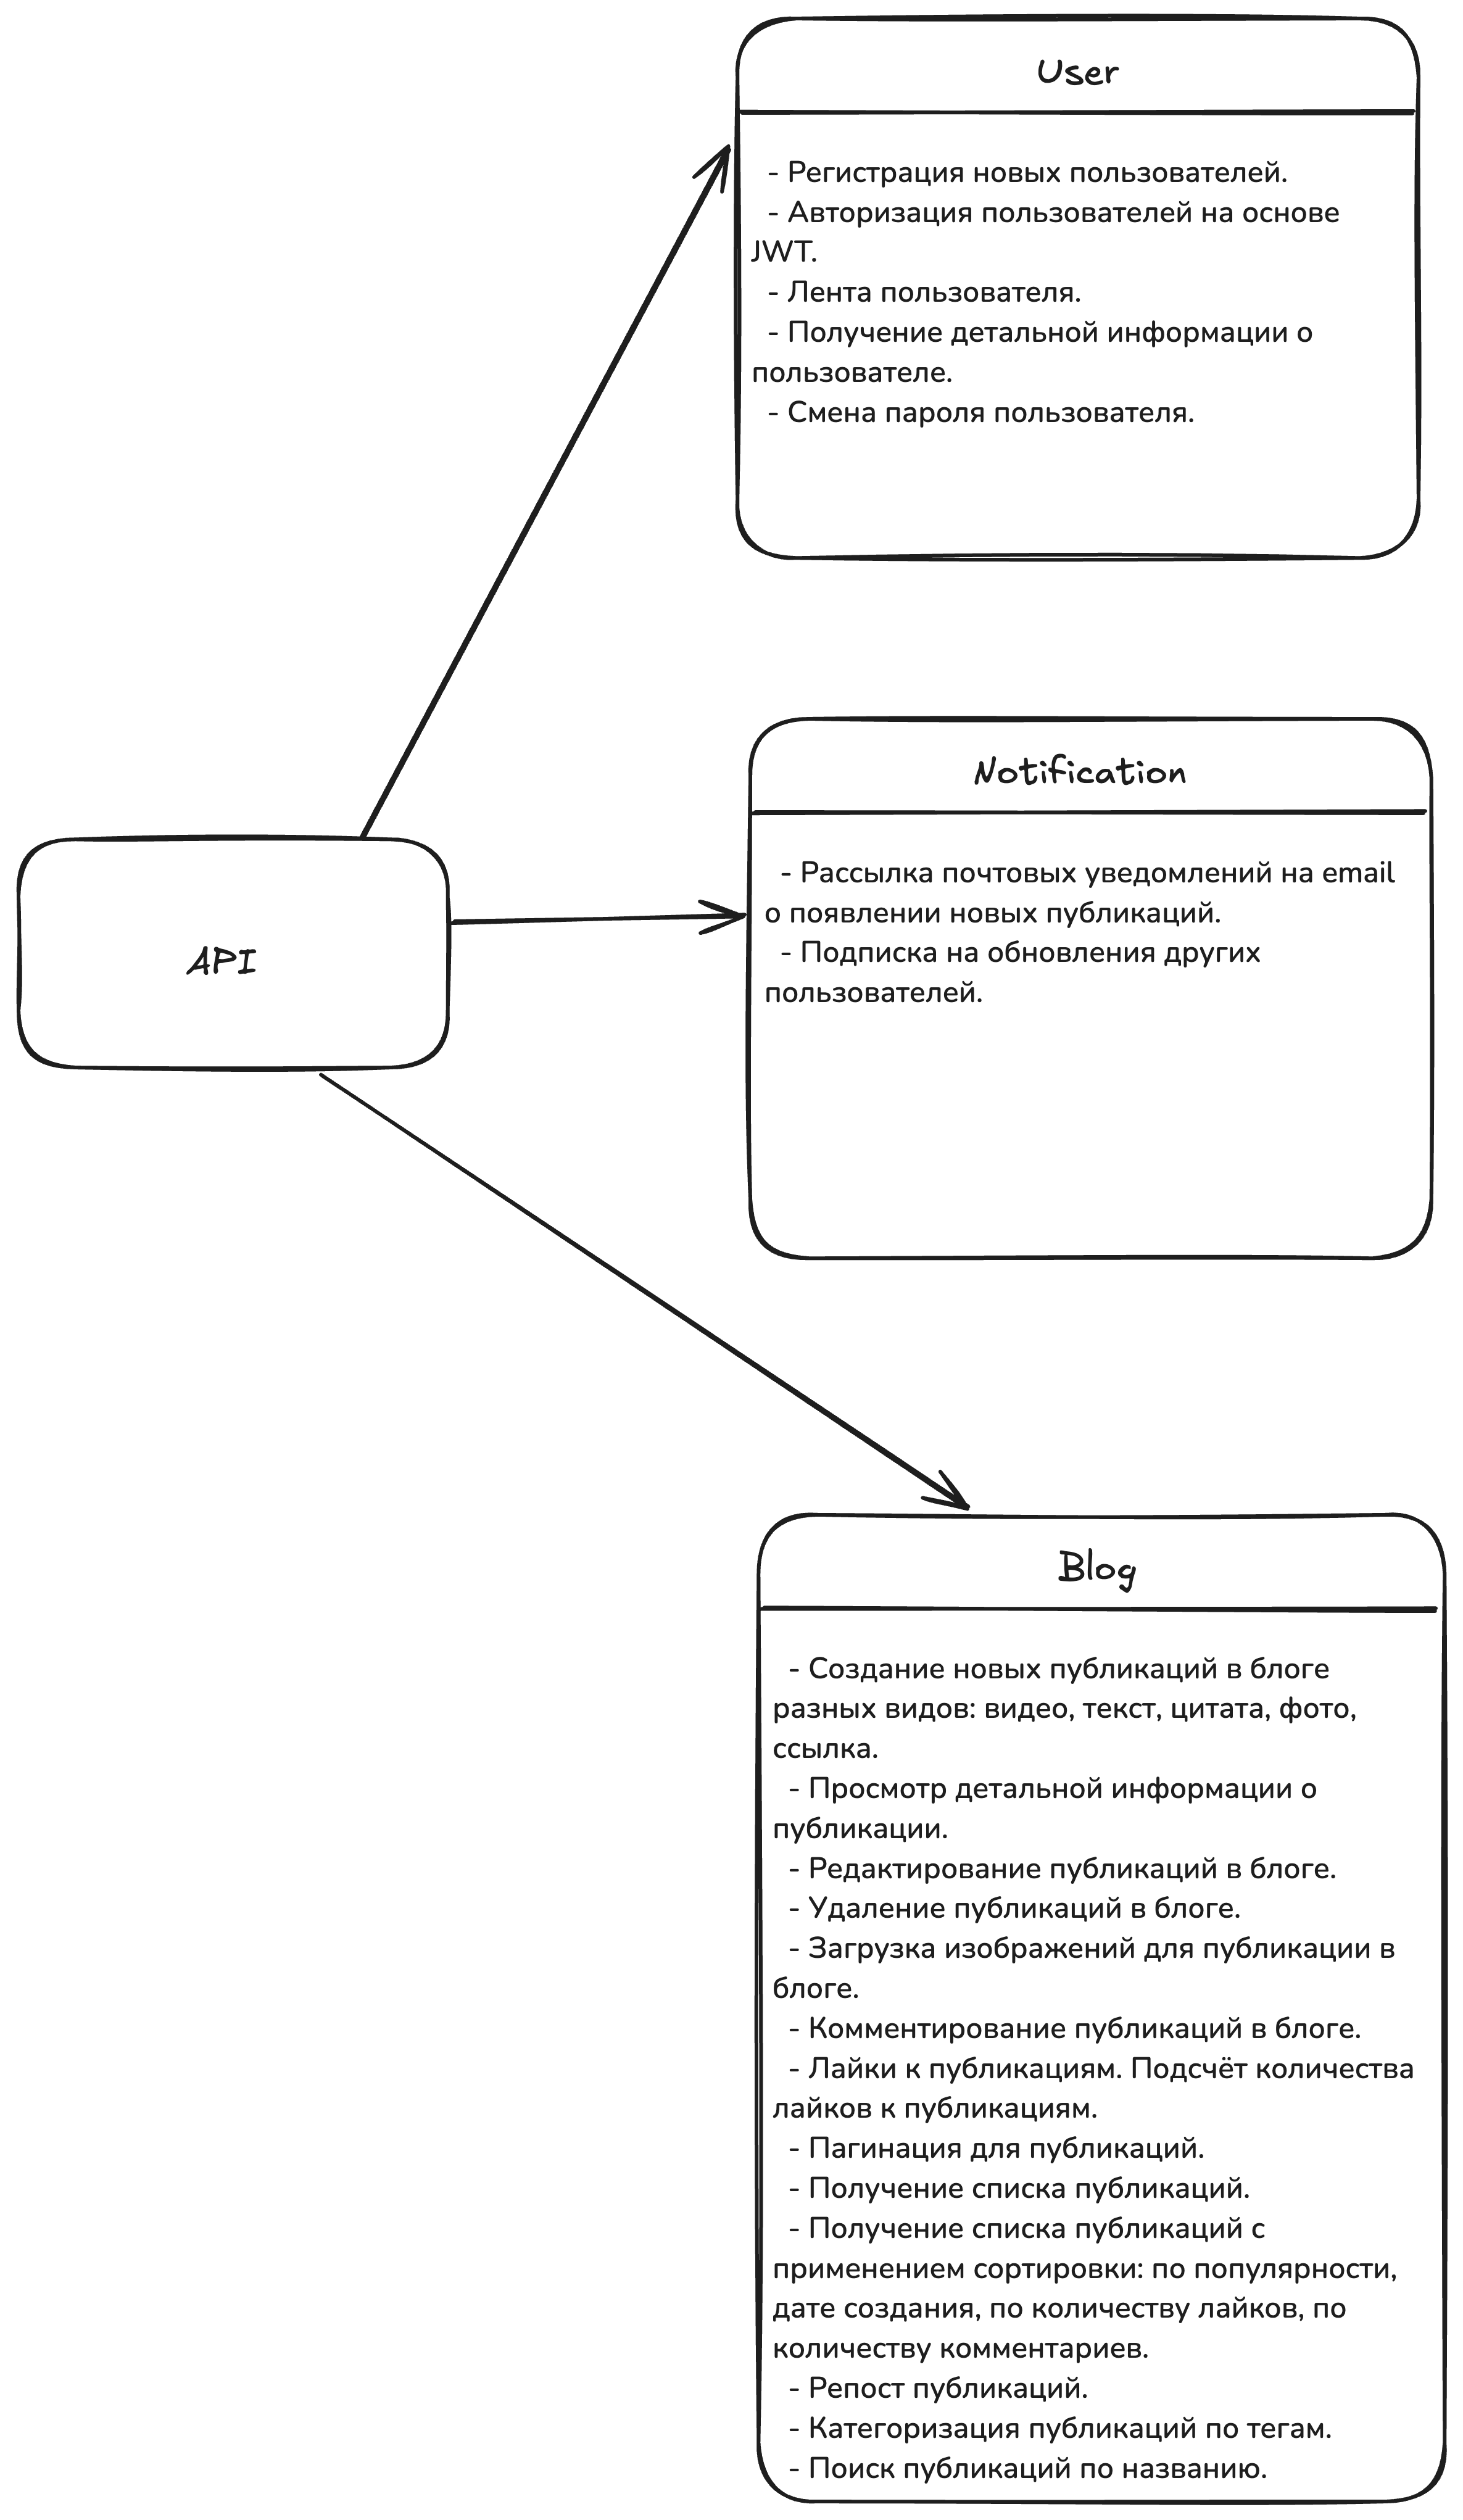 User
- Регистрация новых пользователей.
- Авторизация пользователей на основе
JWT.
- Лента пользователя.
- Получение детальной информации о
пользователе.
- Смена пароля пользователя.
Notification
- Рассылка почтовых уведомлений на email
о появлении новых публикаций.
- Подписка на обновления других
пользователей.
API
Blog
- Создание новых публикаций в блоге
разных видов: видео, текст, цитата, фото,
ссылка.
- Просмотр детальной информации о
публикации.
- Редактирование публикаций в блоге.
- Удаление публикаций в блоге.
- Загрузка изображений для публикации в
блоге.
- Комментирование публикаций в блоге.
- Лайки к публикациям. Подсчёт количества
лайков к публикациям.
- Пагинация для публикаций.
- Получение списка публикаций.
- Получение списка публикаций с
применением сортировки: по популярности,
дате создания, по количеству лайков, по
количеству комментариев.
- Репост публикаций.
- Категоризация публикаций по тегам.
- Поиск публикаций по названию.